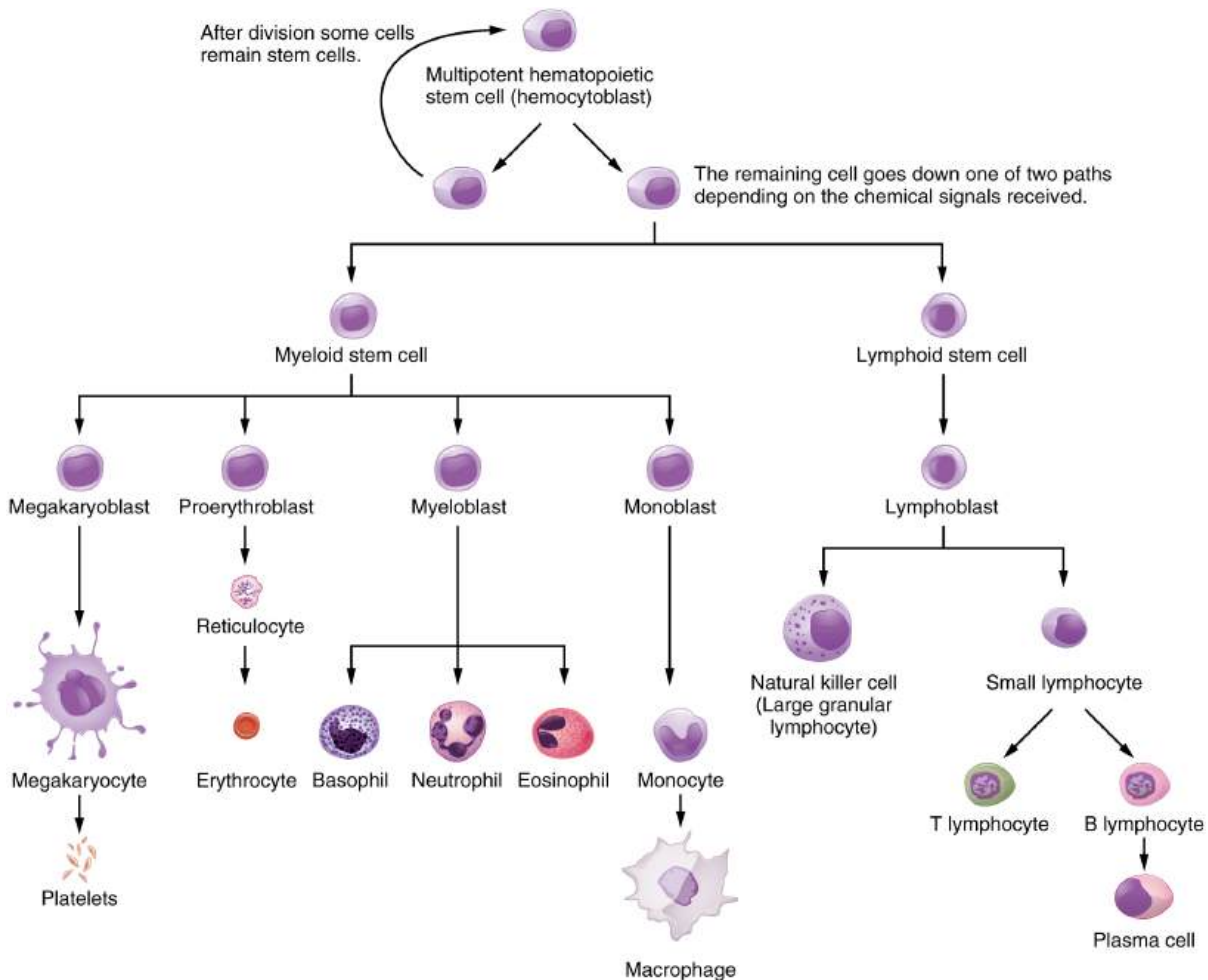 After division some cells
remain stem cells.
Multipotent hematopoietic
stem cell (hemocytoblast)
The remaining cell goes down one of two paths
depending on the chemical signals received.
Myeloid stem cell
Lymphoid stem cell
Megakaryoblast
Proerythroblast
Myeloblast
Monoblast
Lymphoblast
Reticulocyte
Natural killer cell
(Large granular
lymphocyte)
Small lymphocyte
Megakaryocyte
Erythrocyte
Basophil
Neutrophil
Eosinophil
Monocyte
T lymphocyte
B lymphocyte
Platelets
Plasma cell
Macrophage